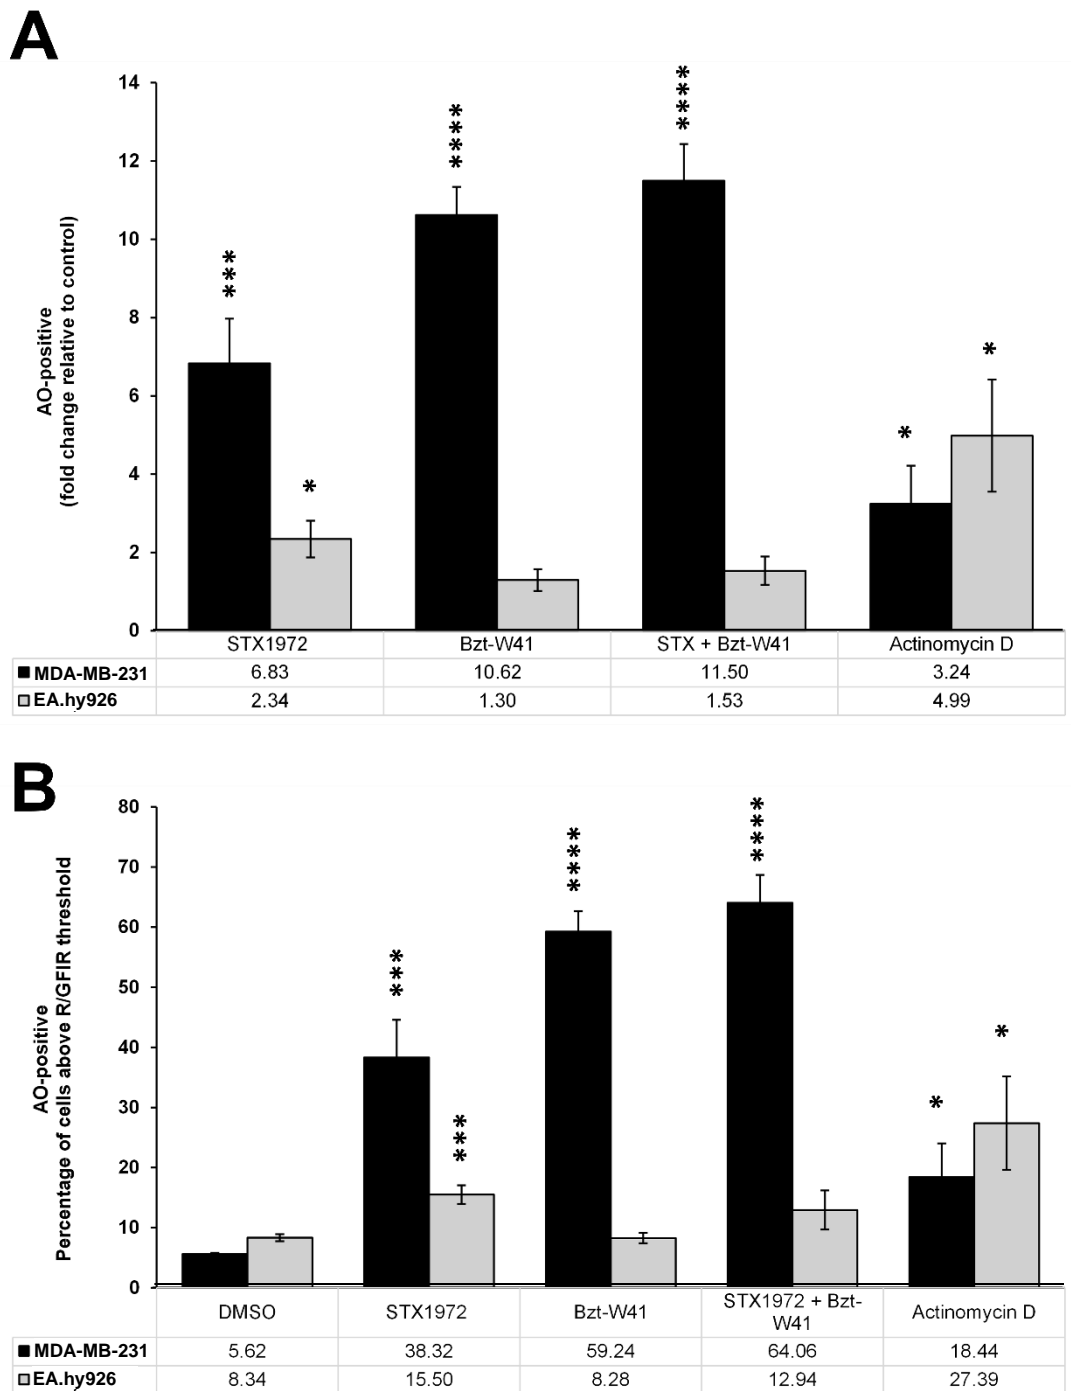 A
AO-positive
(fold change relative to control)
14
12
10
8
6
4
2
0
***
*
****
****
*
*
STX1972 Bzt-W41 STX + Bzt-W41 Actinomycin D
MDA-MB-231 6.83 10.62 11.50 3.24
EA.hy926 2.34 1.30 1.53 4.99
B
AO-positive
Percentage of cells above R/GFIR threshold
80
70
60
50
40
30
20
10
0
***
***
****
****
*
*
DMSO STX1972 Bzt-W41 STX1972 + Bzt- Actinomycin D
W41
MDA-MB-231 5.62 38.32 59.24 64.06 18.44
EA.hy926 8.34 15.50 8.28 12.94 27.39